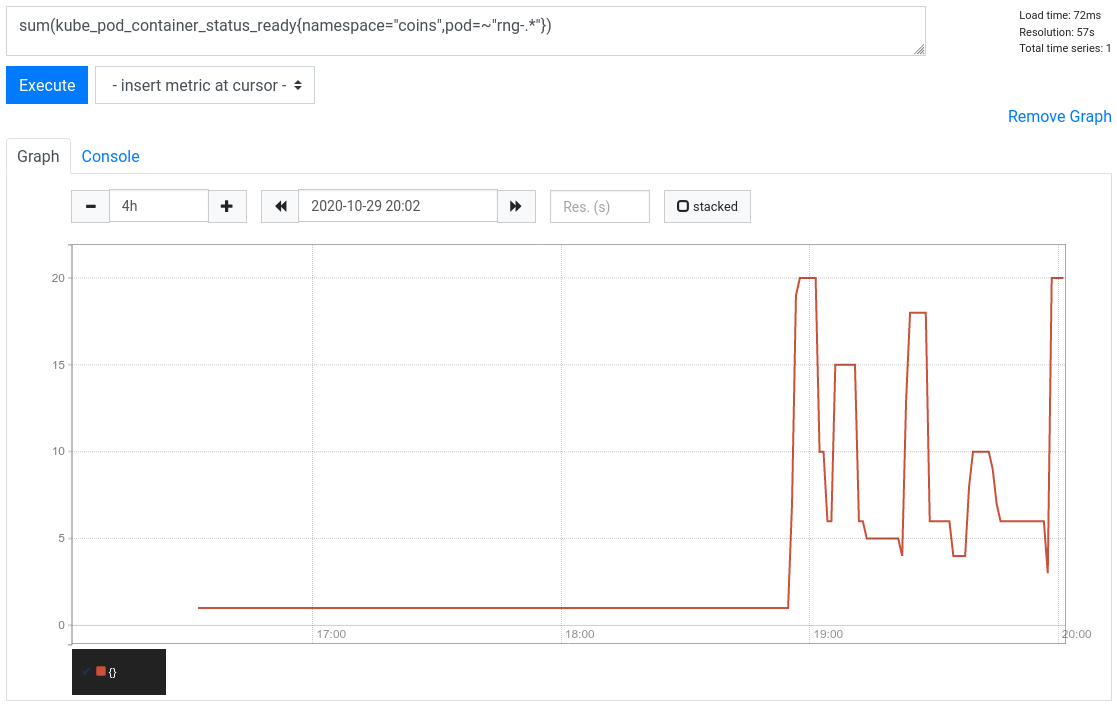 sum(kube_pod_container_status_ready{namespace="coins",pod=~"rng-.*"})
Load time: 72ms
Resolution: 57s
Total time series: 1
Execute
- insert metric at cursor -
Remove Graph
Graph
Console
4h
2020-10-29 20:02
Res. (s)
stacked
20
15
10
5
0
17:00
18:00
19:00
20:00
{}